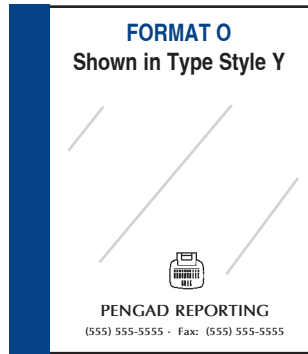 FORMAT O
Shown in Type Style Y
PENGAD REPORTING
(555) 555-5555 · Fax: (555) 555-5555